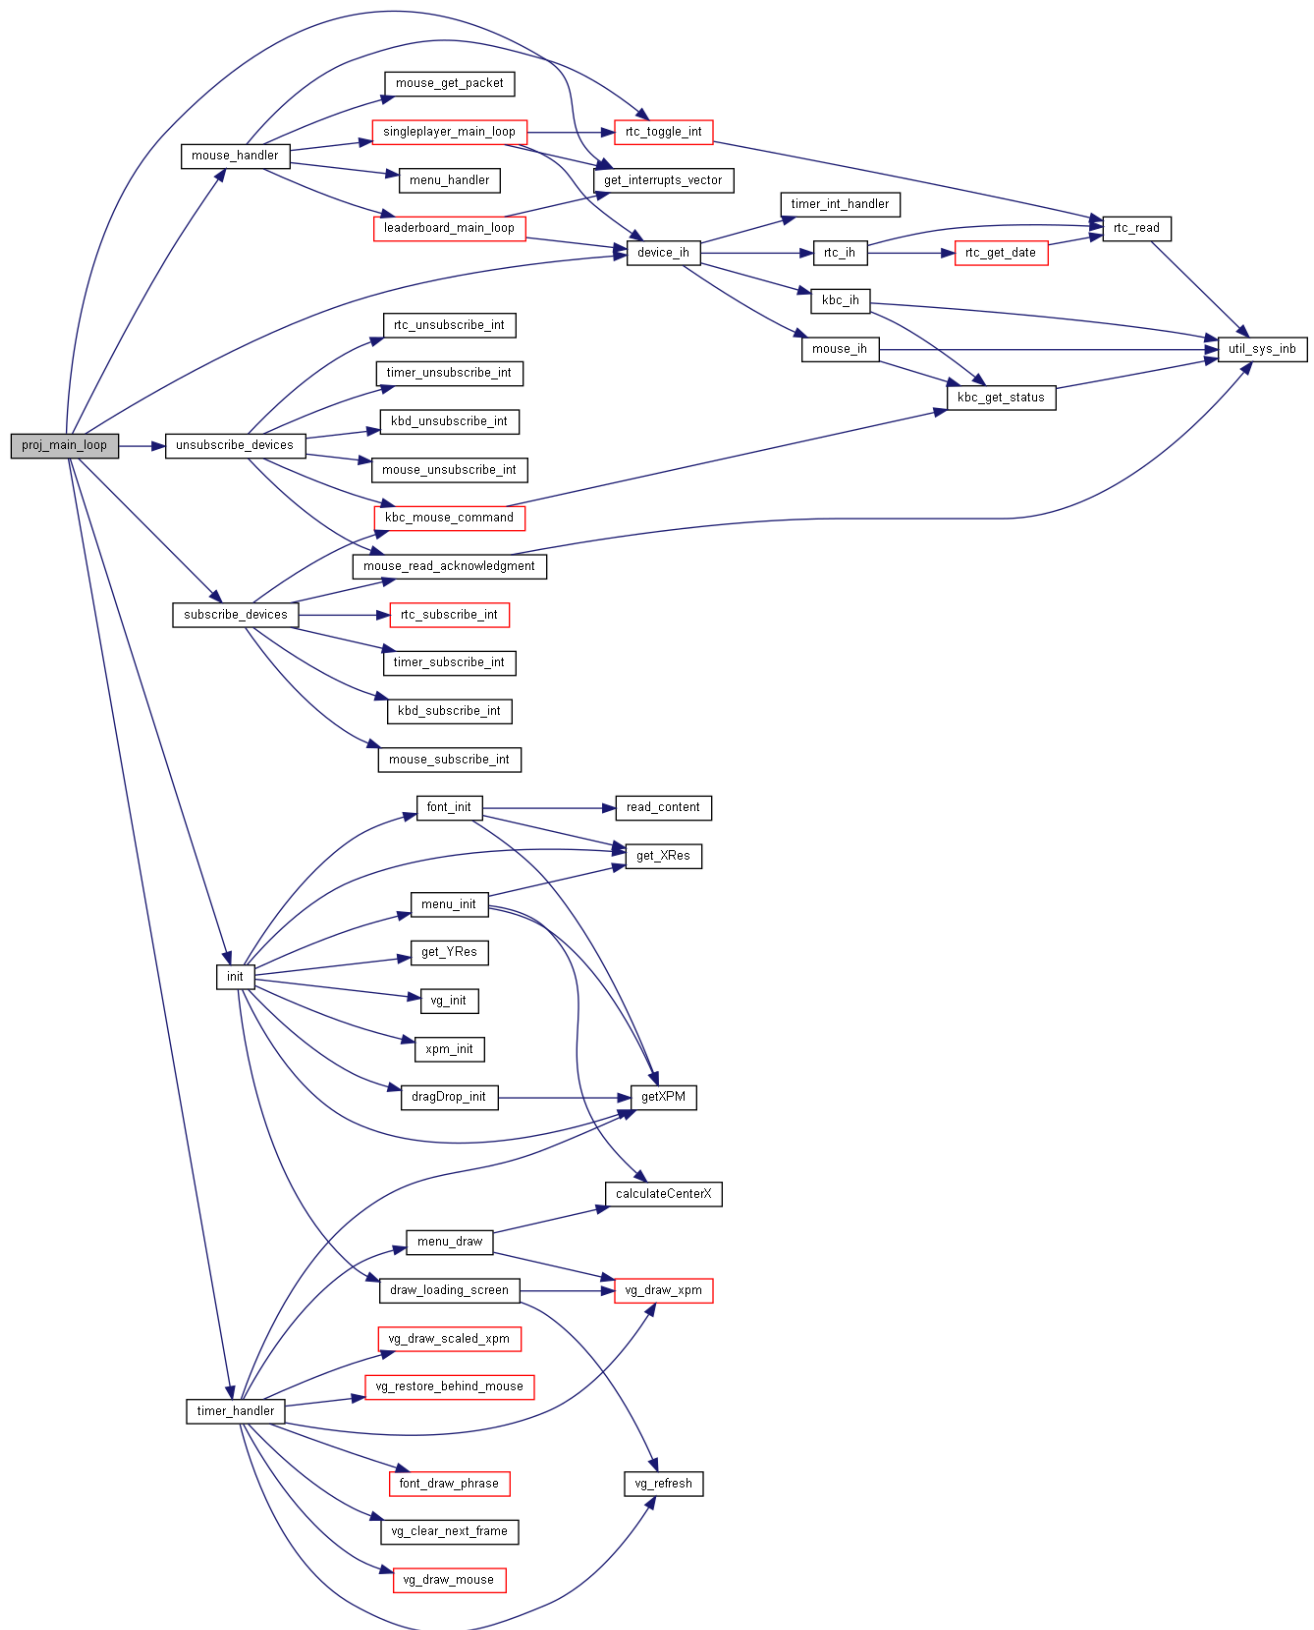 mouse_get_packet
singleplayer_main_loop
rtc_toggle_int
mouse_handler
menu_handler
get_interrupts_vector
timer_int_handler
leaderboard_main_loop
rtc_read
device_ih
rtc_ih
rtc_get_date
kbc_ih
rtc_unsubscribe_int
mouse_ih
util_sys_inb
timer_unsubscribe_int
kbc_get_status
kbd_unsubscribe_int
proj_main_loop
unsubscribe_devices
mouse_unsubscribe_int
kbc_mouse_command
mouse_read_acknowledgment
subscribe_devices
rtc_subscribe_int
timer_subscribe_int
kbd_subscribe_int
mouse_subscribe_int
font_init
read_content
get_XRes
menu_init
get_YRes
init
vg_init
xpm_init
dragDrop_init
getXPM
calculateCenterX
menu_draw
draw_loading_screen
vg_draw_xpm
vg_draw_scaled_xpm
vg_restore_behind_mouse
timer_handler
font_draw_phrase
vg_refresh
vg_clear_next_frame
vg_draw_mouse